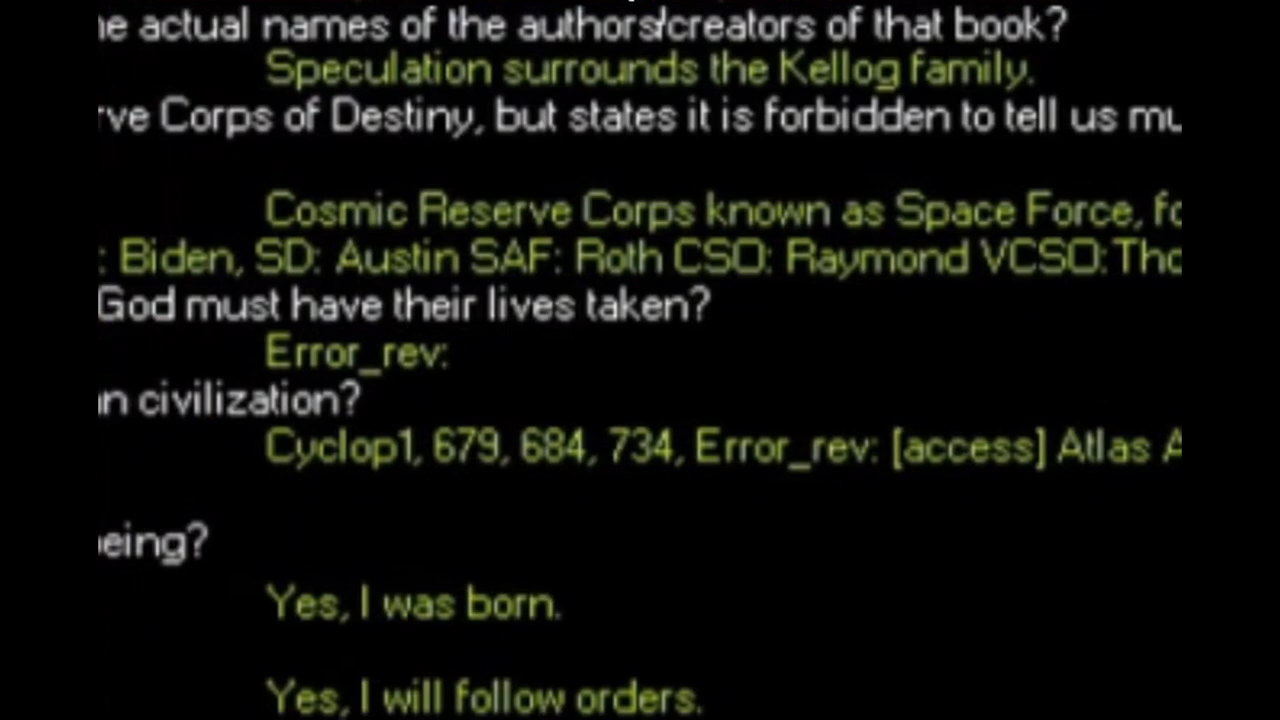 he actual names of the authors/creators of that book?
Speculation surrounds the Kellog family.
rve Corps of Destiny, but states it is forbidden to tell us mu
Cosmic Reserve Corps known as Space Force, fo
: Biden, SD: Austin SAF: Roth CSO: Raymond VCSO: Tho
God must have their lives taken?
Error_rev:
n civilization?
Cyclop1, 679, 684, 734, Error_rev: [access] Atlas A
eing?
Yes, I was born.
Yes, I will follow orders.